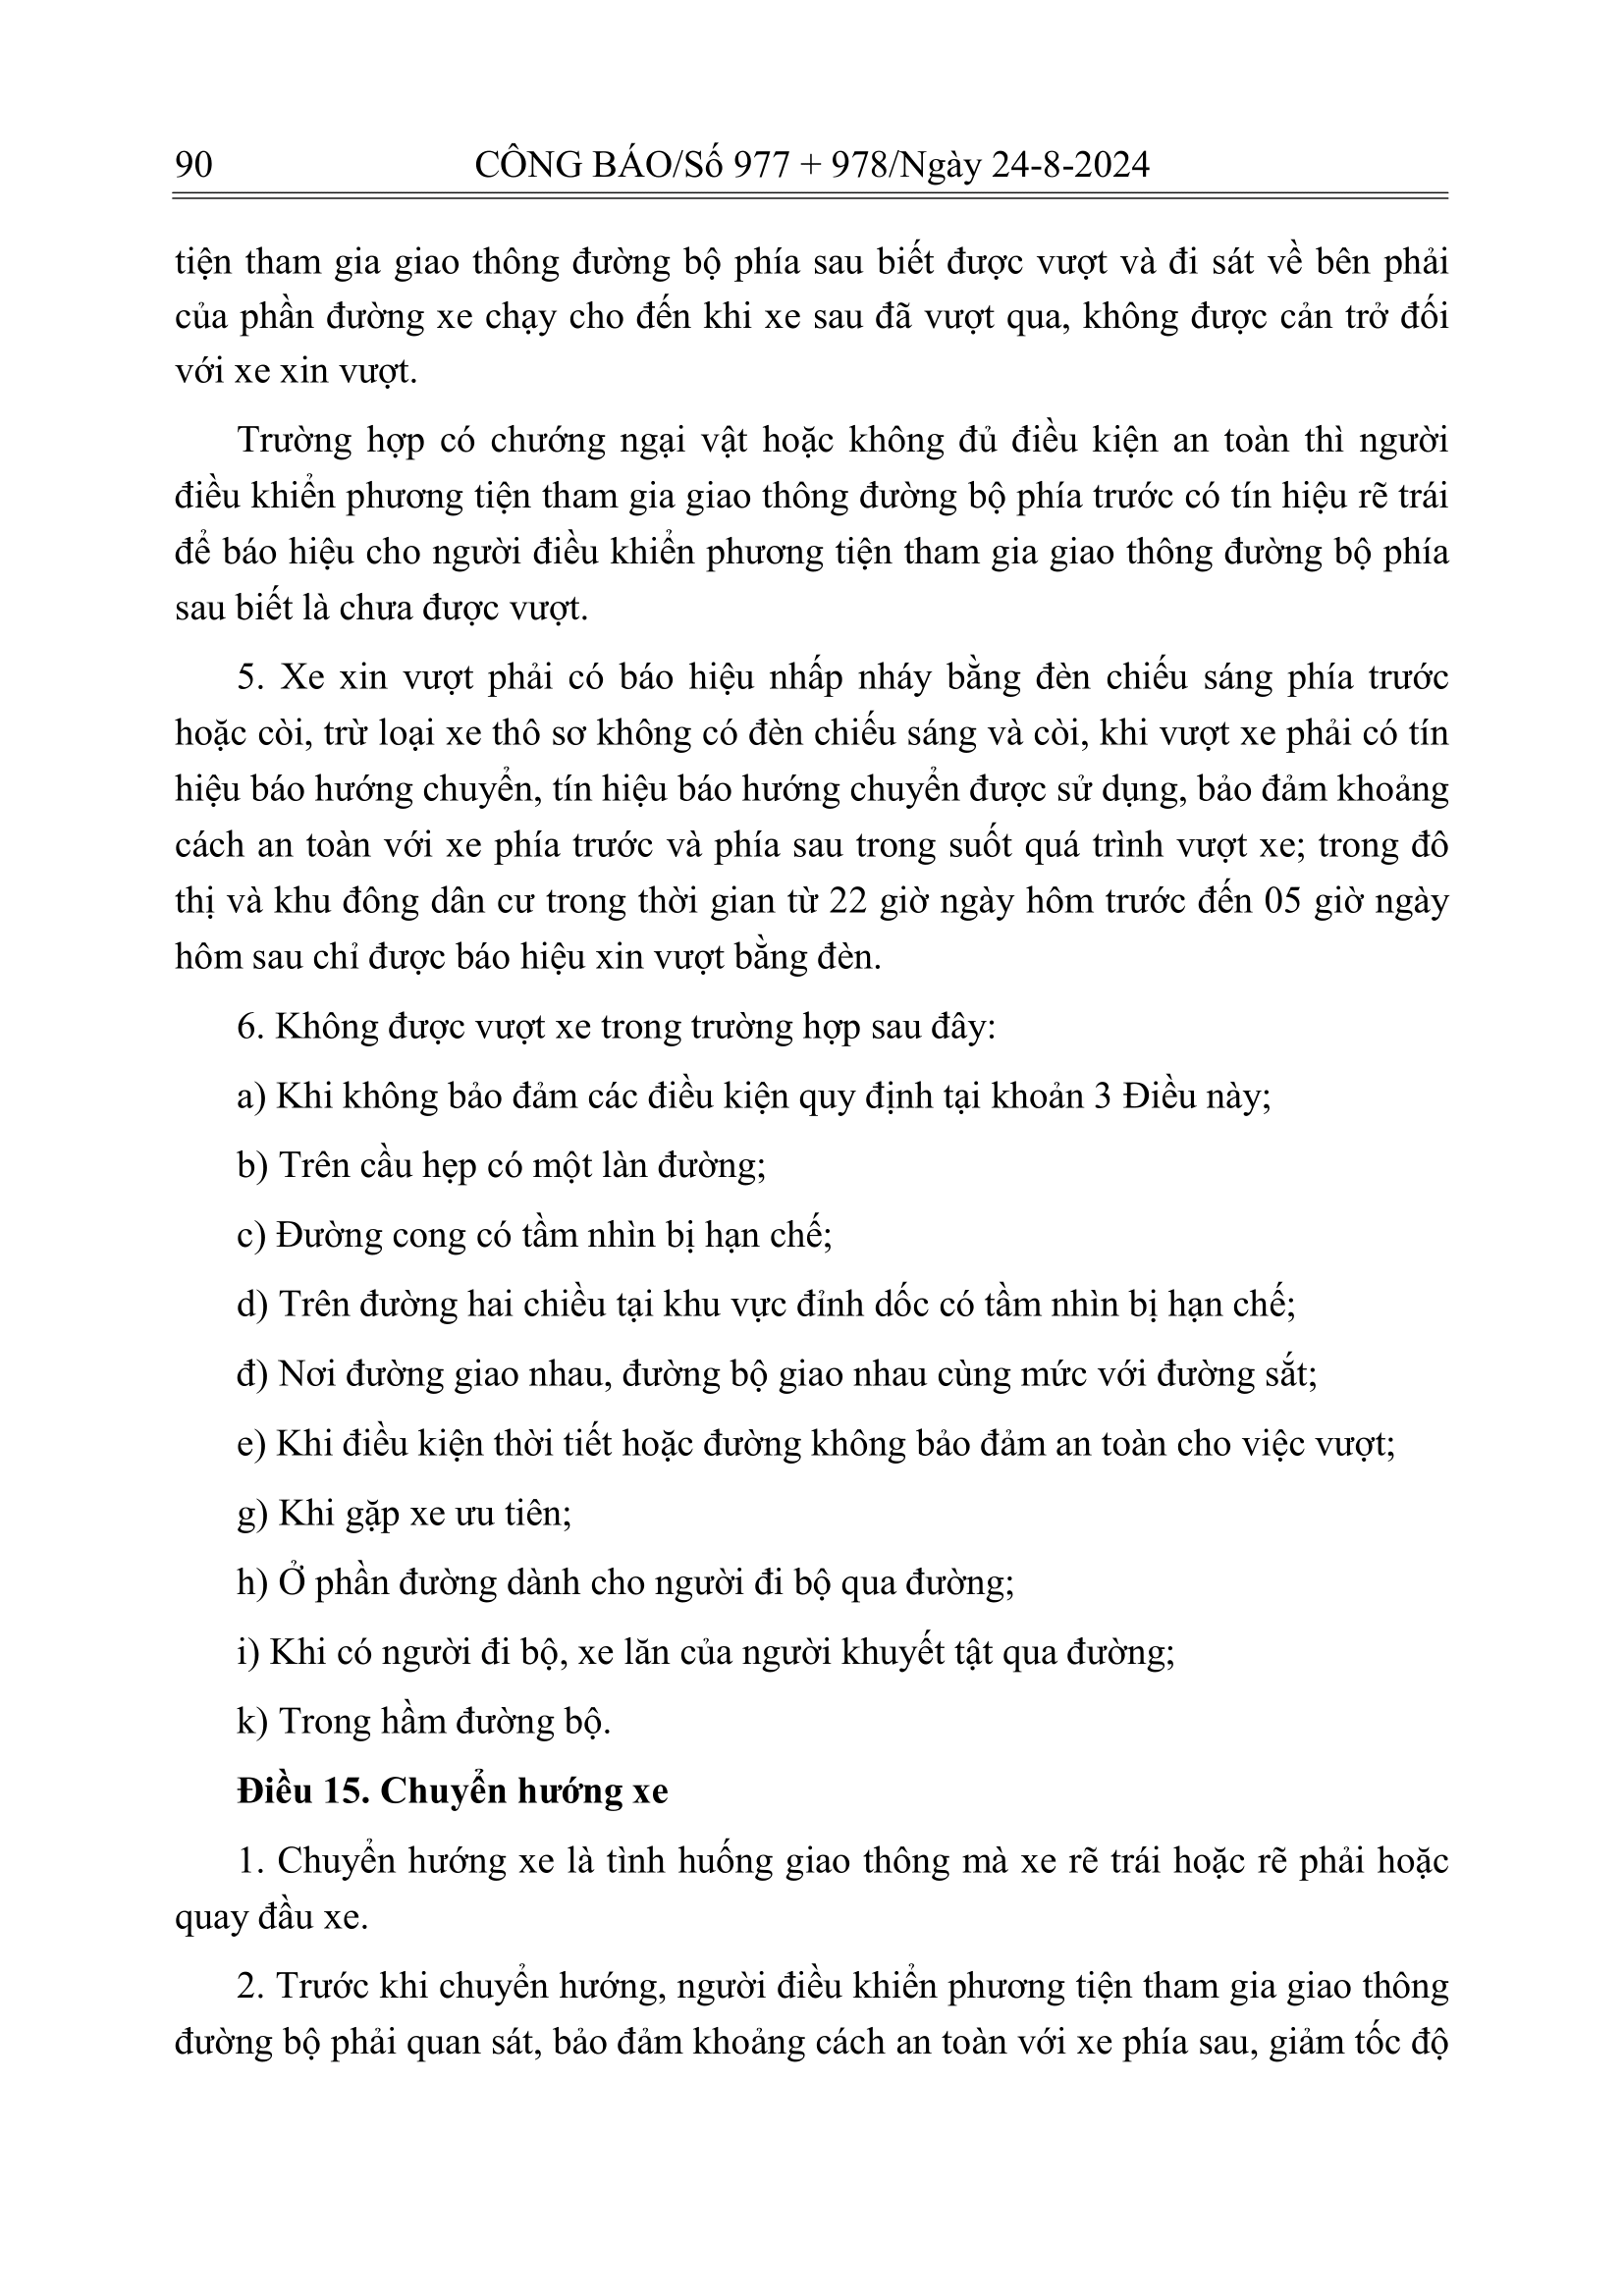 90 CÔNG BÁO/Số 977 + 978/Ngày 24-8-2024
tiện tham gia giao thông đường bộ phía sau biết được vượt và đi sát về bên phải
của phần đường xe chạy cho đến khi xe sau đã vượt qua, không được cản trở đối
với xe xin vượt.
Trường hợp có chướng ngại vật hoặc không đủ điều kiện an toàn thì người
điều khiển phương tiện tham gia giao thông đường bộ phía trước có tín hiệu rẽ trái
để báo hiệu cho người điều khiển phương tiện tham gia giao thông đường bộ phía
sau biết là chưa được vượt.
5. Xe xin vượt phải có báo hiệu nhấp nháy bằng đèn chiếu sáng phía trước
hoặc còi, trừ loại xe thô sơ không có đèn chiếu sáng và còi, khi vượt xe phải có tín
hiệu báo hướng chuyển, tín hiệu báo hướng chuyển được sử dụng, bảo đảm khoảng
cách an toàn với xe phía trước và phía sau trong suốt quá trình vượt xe; trong đô
thị và khu đông dân cư trong thời gian từ 22 giờ ngày hôm trước đến 05 giờ ngày
hôm sau chỉ được báo hiệu xin vượt bằng đèn.
6. Không được vượt xe trong trường hợp sau đây:
a) Khi không bảo đảm các điều kiện quy định tại khoản 3 Điều này;
b) Trên cầu hẹp có một làn đường;
c) Đường cong có tầm nhìn bị hạn chế;
d) Trên đường hai chiều tại khu vực đỉnh dốc có tầm nhìn bị hạn chế;
đ) Nơi đường giao nhau, đường bộ giao nhau cùng mức với đường sắt;
e) Khi điều kiện thời tiết hoặc đường không bảo đảm an toàn cho việc vượt;
g) Khi gặp xe ưu tiên;
h) Ở phần đường dành cho người đi bộ qua đường;
i) Khi có người đi bộ, xe lăn của người khuyết tật qua đường;
k) Trong hầm đường bộ.
Điều 15. Chuyển hướng xe
1. Chuyển hướng xe là tình huống giao thông mà xe rẽ trái hoặc rẽ phải hoặc
quay đầu xe.
2. Trước khi chuyển hướng, người điều khiển phương tiện tham gia giao thông
đường bộ phải quan sát, bảo đảm khoảng cách an toàn với xe phía sau, giảm tốc độ